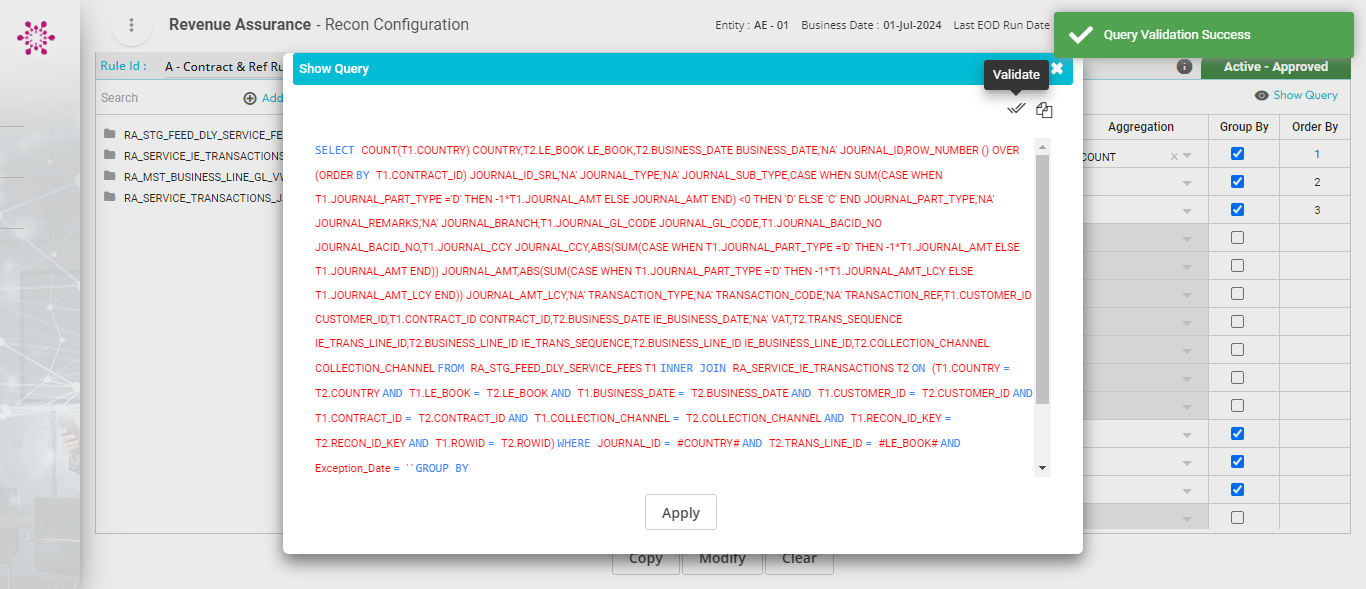 Revenue Assurance - Recon Configuration
Entity : AE - 01 Business Date : 01-Jul-2024 Last EOD Run Date
Query Validation Success
Rule Id : A - Contract & Ref Ru
Active - Approved
Show Query
Validate
Search
Add
Show Query
Aggregation Group By Order By
RA_STG_FEED_DLY_SERVICE_FE
RA_SERVICE_IE_TRANSACTIONS
RA_MST_BUSINESS_LINE_GL_VW
RA_SERVICE_TRANSACTIONS_J
COUNT
1
2
3
SELECT COUNT(T1.COUNTRY) COUNTRY,T2.LE_BOOK LE_BOOK,T2.BUSINESS_DATE BUSINESS_DATE,'NA' JOURNAL_ID,ROW_NUMBER () OVER
(ORDER BY T1.CONTRACT_ID) JOURNAL_ID_SRL,'NA' JOURNAL_TYPE,'NA' JOURNAL_SUB_TYPE,CASE WHEN SUM(CASE WHEN
T1.JOURNAL_PART_TYPE ='D' THEN -1*T1.JOURNAL_AMT ELSE JOURNAL_AMT END) <0 THEN 'D' ELSE 'C' END JOURNAL_PART_TYPE,'NA'
JOURNAL_REMARKS,'NA' JOURNAL_BRANCH,T1.JOURNAL_GL_CODE JOURNAL_GL_CODE,T1.JOURNAL_BACID_NO
JOURNAL_BACID_NO,T1.JOURNAL_CCY JOURNAL_CCY,ABS(SUM(CASE WHEN T1.JOURNAL_PART_TYPE ='D' THEN -1*T1.JOURNAL_AMT ELSE
T1.JOURNAL_AMT END)) JOURNAL_AMT,ABS(SUM(CASE WHEN T1.JOURNAL_PART_TYPE ='D' THEN -1*T1.JOURNAL_AMT_LCY ELSE
T1.JOURNAL_AMT_LCY END)) JOURNAL_AMT_LCY,'NA' TRANSACTION_TYPE,'NA' TRANSACTION_CODE,'NA' TRANSACTION_REF,T1.CUSTOMER_ID
CUSTOMER_ID,T1.CONTRACT_ID CONTRACT_ID,T2.BUSINESS_DATE IE_BUSINESS_DATE,'NA' VAT,T2.TRANS_SEQUENCE
IE_TRANS_LINE_ID,T2.BUSINESS_LINE_ID IE_TRANS_SEQUENCE,T2.BUSINESS_LINE_ID IE_BUSINESS_LINE_ID,T2.COLLECTION_CHANNEL
COLLECTION_CHANNEL FROM RA_STG_FEED_DLY_SERVICE_FEES T1 INNER JOIN RA_SERVICE_IE_TRANSACTIONS T2 ON (T1.COUNTRY =
T2.COUNTRY AND T1.LE_BOOK = T2.LE_BOOK AND T1.BUSINESS_DATE = T2.BUSINESS_DATE AND T1.CUSTOMER_ID = T2.CUSTOMER_ID AND
T1.CONTRACT_ID = T2.CONTRACT_ID AND T1.COLLECTION_CHANNEL = T2.COLLECTION_CHANNEL AND T1.RECON_ID_KEY =
T2.RECON_ID_KEY AND T1.ROWID = T2.ROWID) WHERE JOURNAL_ID = #COUNTRY# AND T2.TRANS_LINE_ID = #LE_BOOK# AND
Exception_Date = ' ' GROUP BY
Apply
Copy Modify Clear